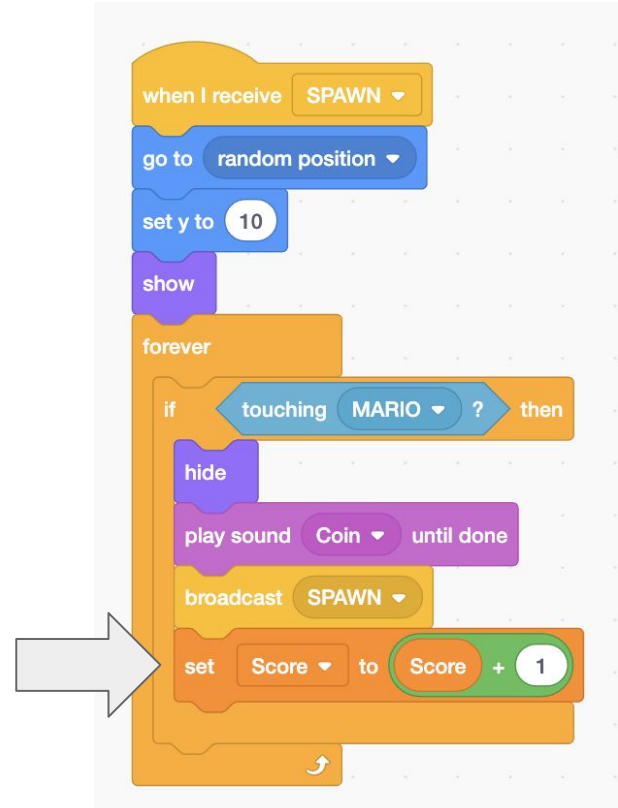 when I receive SPAWN
go to random position
set y to 10
show
forever
if touching MARIO ? then
hide
play sound Coin until done
broadcast SPAWN
set Score to Score + 1